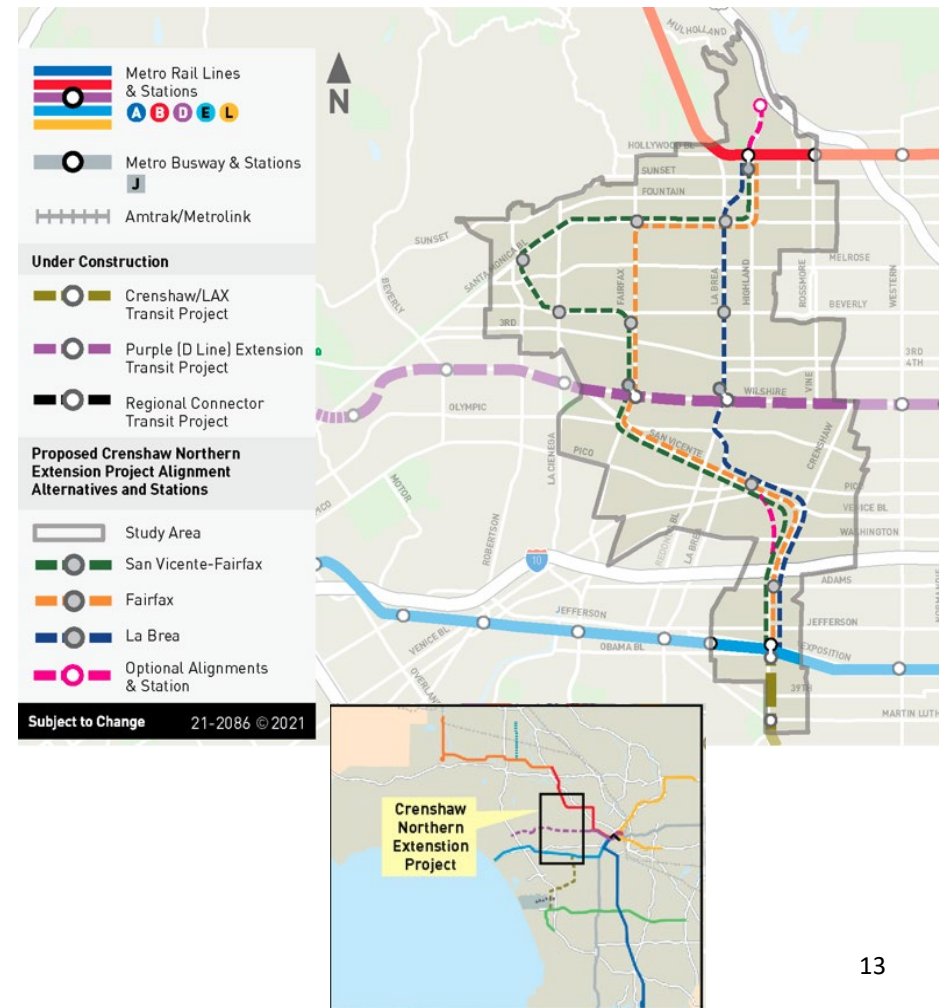 Metro Rail Lines
& Stations
A B D E L
Metro Busway & Stations
J
Amtrak/Metrolink
Under Construction
Crenshaw/LAX
Transit Project
Purple (D Line) Extension
Transit Project
Regional Connector
Transit Project
Proposed Crenshaw Northern
Extension Project Alignment
Alternatives and Stations
Study Area
San Vicente-Fairfax
Fairfax
La Brea
Optional Alignments
& Station
Subject to Change 21-2086 © 2021
N
MULHOLLAND
HOLLYWOOD BL
SUNSET
FOUNTAIN
SUNSET
SANTA MONICA BL
BEVERLY
FAIRFAX
LA BREA
HIGHLAND
ROSSMORE
MELROSE
BEVERLY
WESTERN
3RD
3RD
4TH
WILSHIRE
VINE
OLYMPIC
LA CIENEGA
SAN VICENTE
PICO
CRENSHAW
PICO
MOTOR
PICO
VENICE BL
WASHINGTON
ROBERTSON
REDONDO BL
LA BREA
10
ADAMS
JEFFERSON
JEFFERSON
VENICE BL
OBAMA BL
EXPOSITION
39TH
MARTIN LUTH
Crenshaw
Northern
Extenstion
Project
13